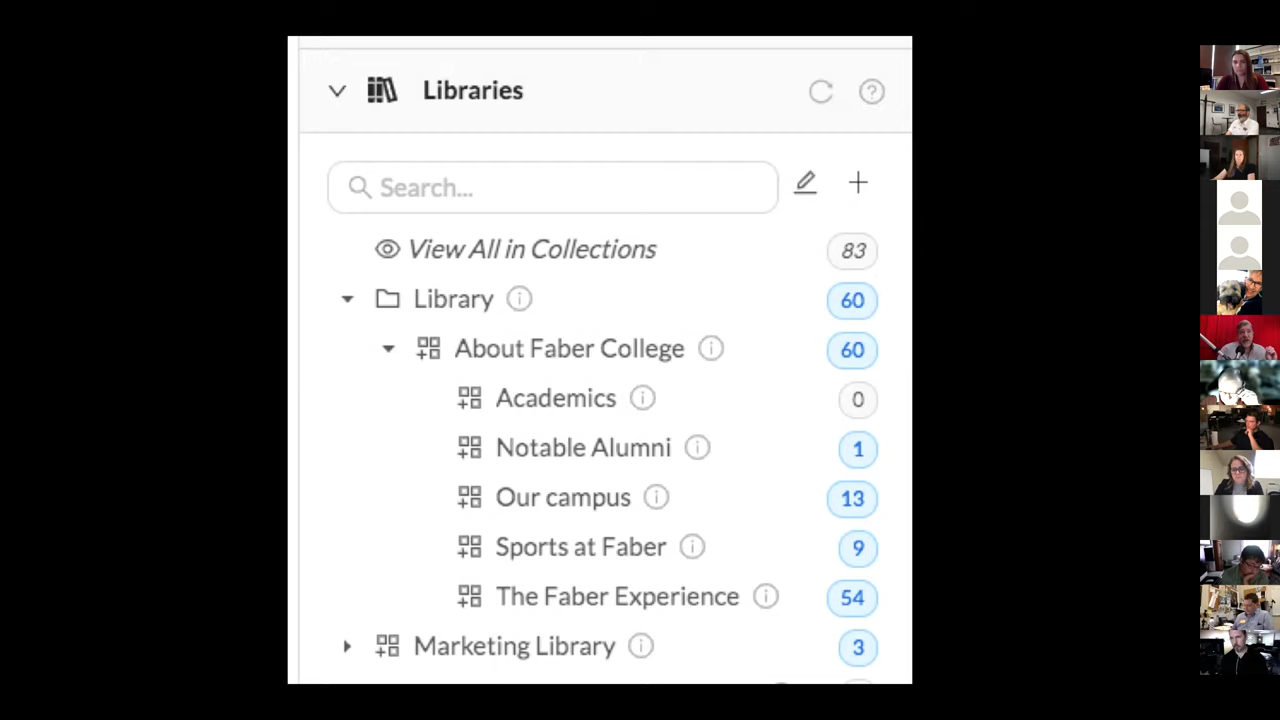 Libraries
Search...
View All in Collections 83
Library 60
About Faber College 60
Academics 0
Notable Alumni 1
Our campus 13
Sports at Faber 9
The Faber Experience 54
Marketing Library 3